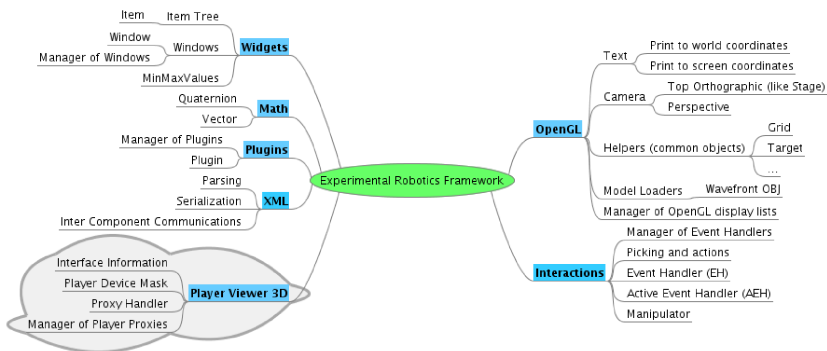 Item
Item Tree
Window
Manager of Windows
Windows
MinMaxValues
Widgets
Quaternion
Vector
Math
Manager of Plugins
Plugin
Plugins
Parsing
Serialization
Inter Component Communications
XML
Interface Information
Player Device Mask
Proxy Handler
Manager of Player Proxies
Player Viewer 3D
Experimental Robotics Framework
OpenGL
Text
Print to world coordinates
Print to screen coordinates
Camera
Top Orthographic (like Stage)
Perspective
Helpers (common objects)
Grid
Target
...
Model Loaders
Wavefront OBJ
Manager of OpenGL display lists
Interactions
Manager of Event Handlers
Picking and actions
Event Handler (EH)
Active Event Handler (AEH)
Manipulator